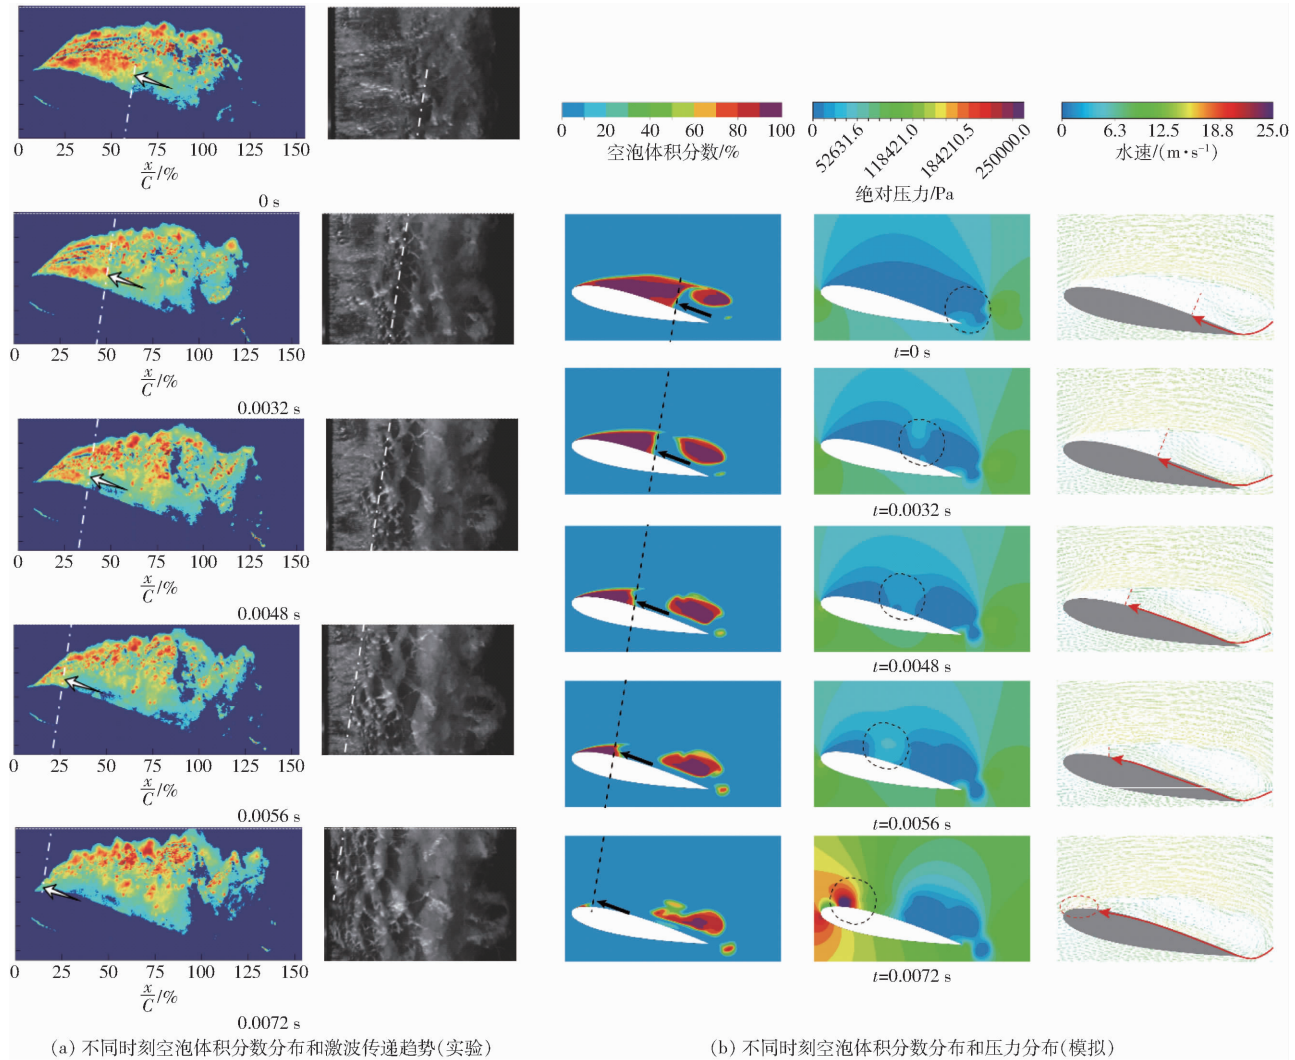 0 25 50 75 100 125 155
x/C/%
0 s
0 25 50 75 100 125 154
x/C/%
0.0032 s
0 25 50 75 100 125 155
x/C/%
0.0048 s
0 25 50 75 100 125 154
x/C/%
0.0056 s
0 25 50 75 100 125 154
x/C/%
0.0072 s
(a) 不同时刻空泡体积分数分布和激波传递趋势(实验)
0 20 40 60 80 100
空泡体积分数/%
0 52631.6 118421.0 184210.5 250000.0
绝对压力/Pa
0 6.3 12.5 18.8 25.0
水速/(m·s⁻¹)
t=0 s
t=0.0032 s
t=0.0048 s
t=0.0056 s
t=0.0072 s
(b) 不同时刻空泡体积分数分布和压力分布(模拟)